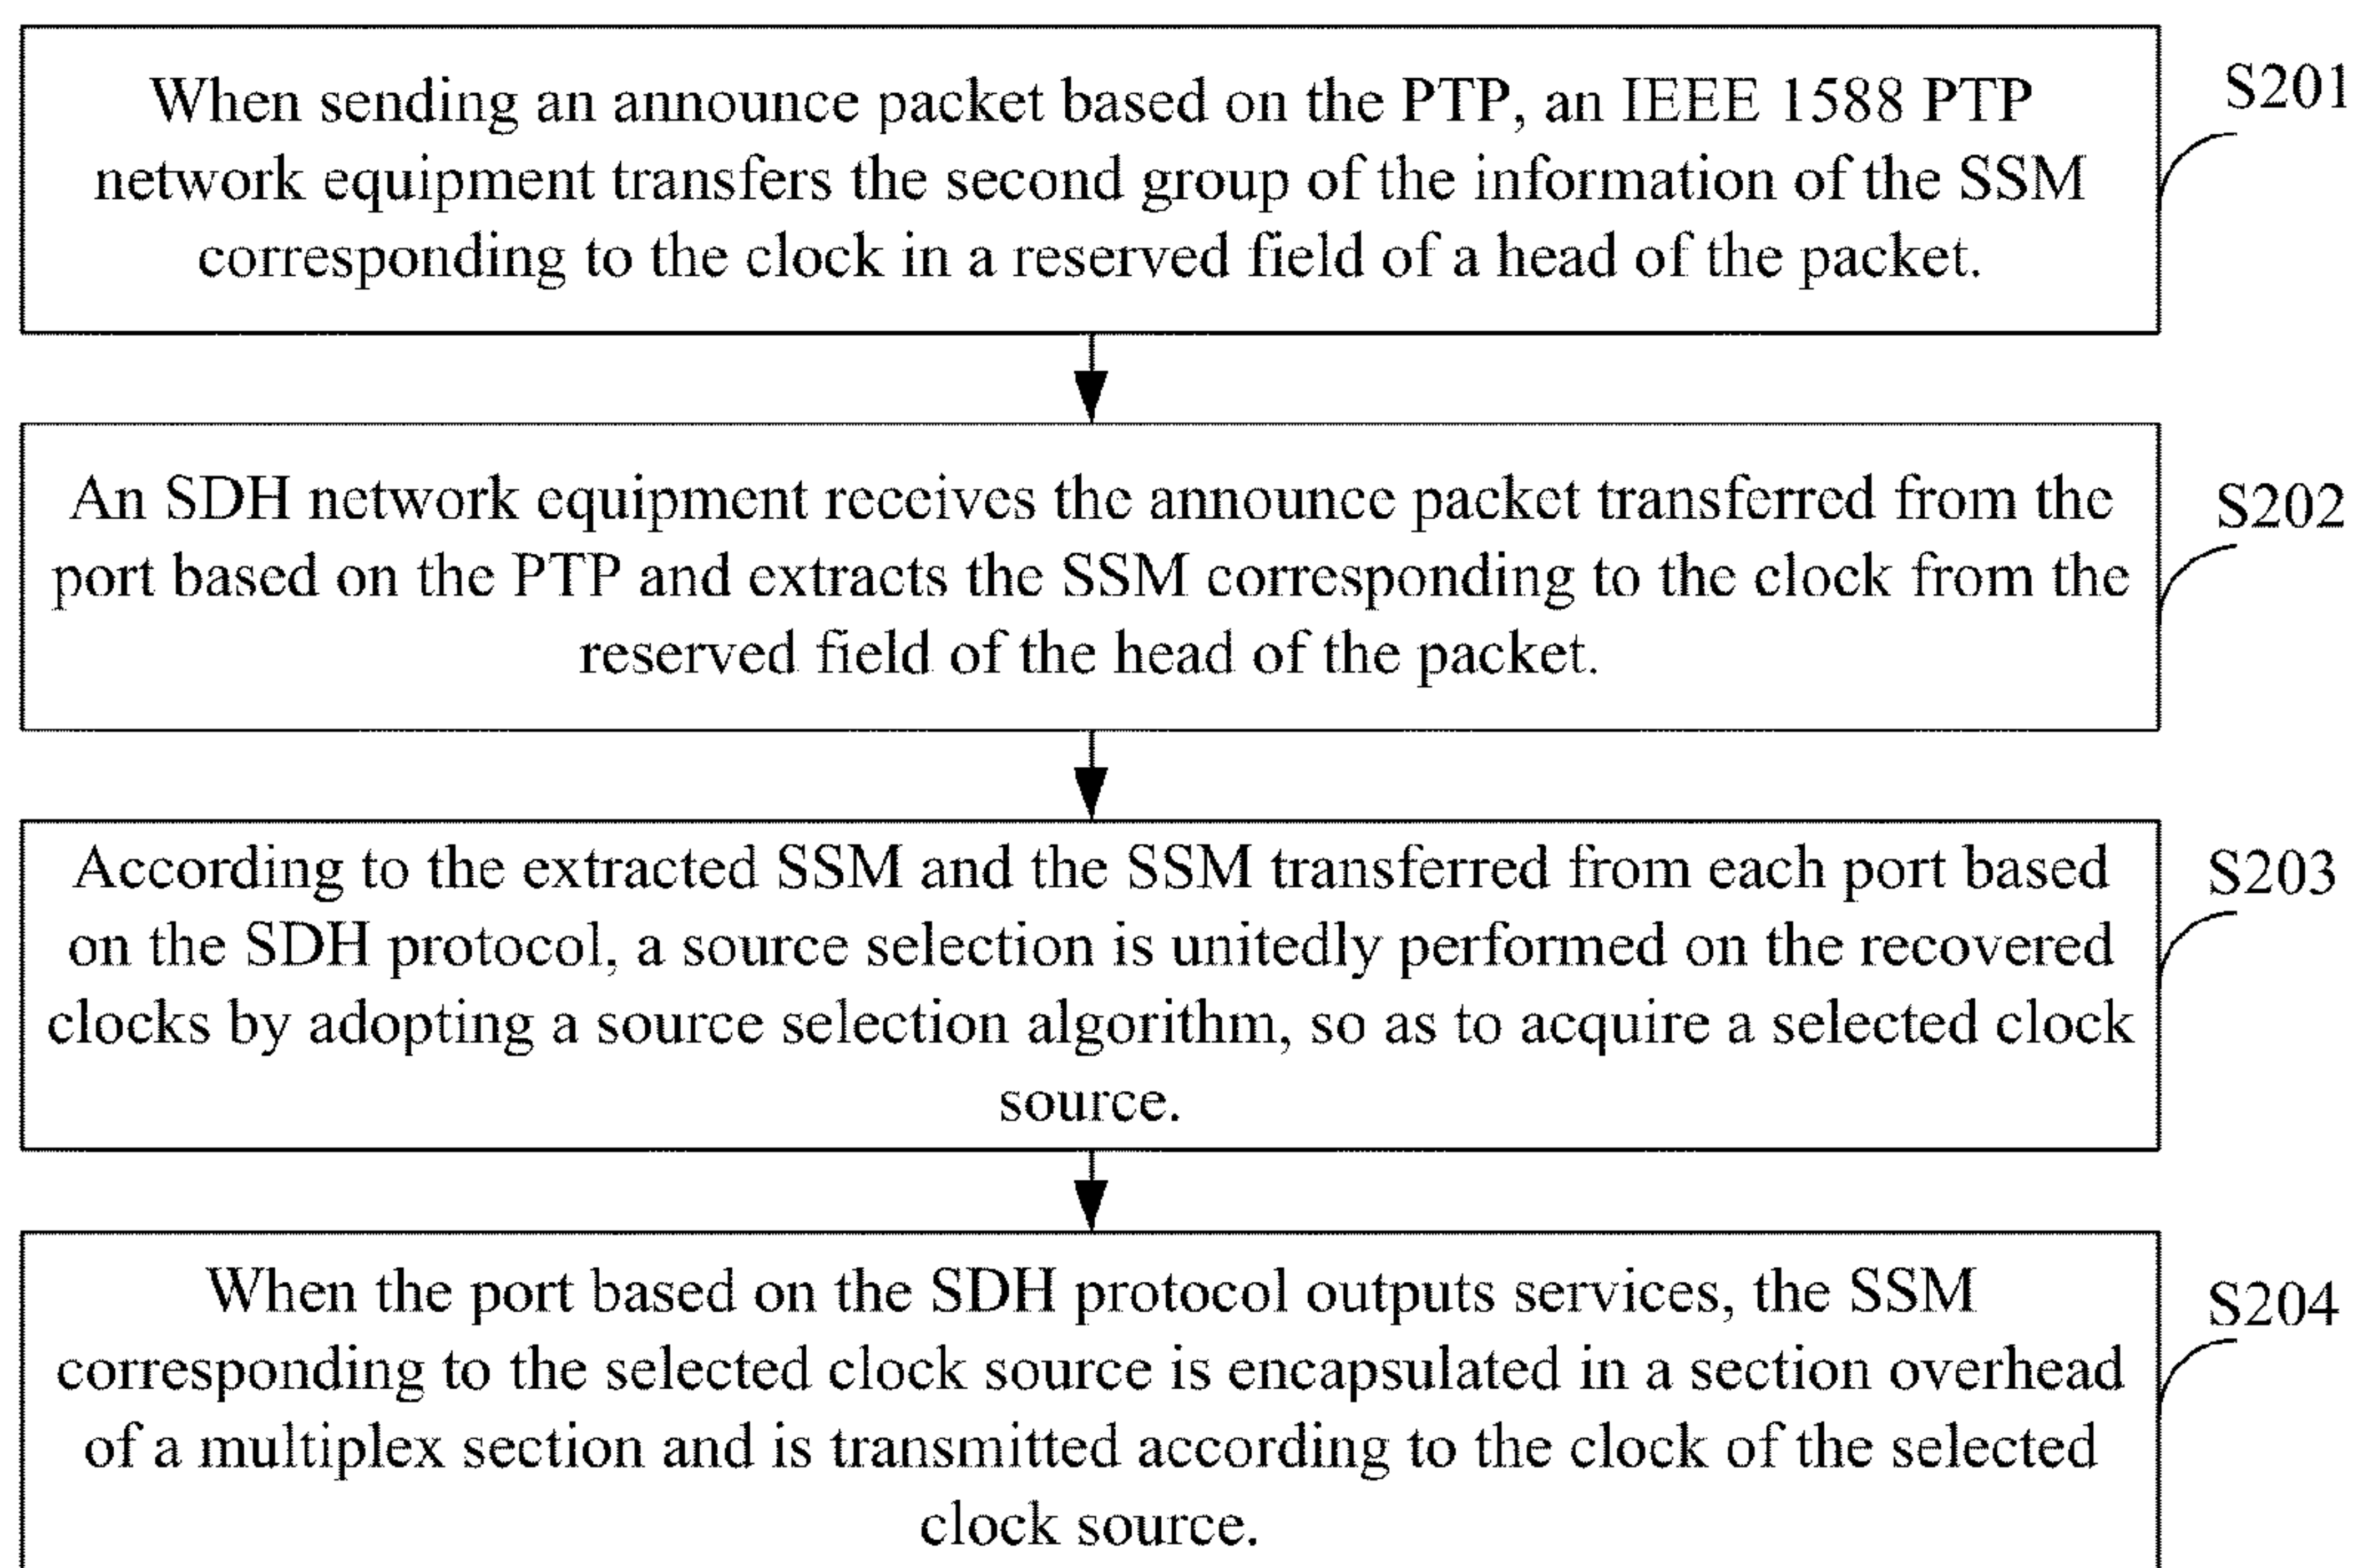 When sending an announce packet based on the PTP, an IEEE 1588 PTP
network equipment transfers the second group of the information of the SSM
corresponding to the clock in a reserved field of a head of the packet.
S201
An SDH network equipment receives the announce packet transferred from the
port based on the PTP and extracts the SSM corresponding to the clock from the
reserved field of the head of the packet.
S202
According to the extracted SSM and the SSM transferred from each port based
on the SDH protocol, a source selection is unitedly performed on the recovered
clocks by adopting a source selection algorithm, so as to acquire a selected clock
source.
S203
When the port based on the SDH protocol outputs services, the SSM
corresponding to the selected clock source is encapsulated in a section overhead
of a multiplex section and is transmitted according to the clock of the selected
clock source.
S204